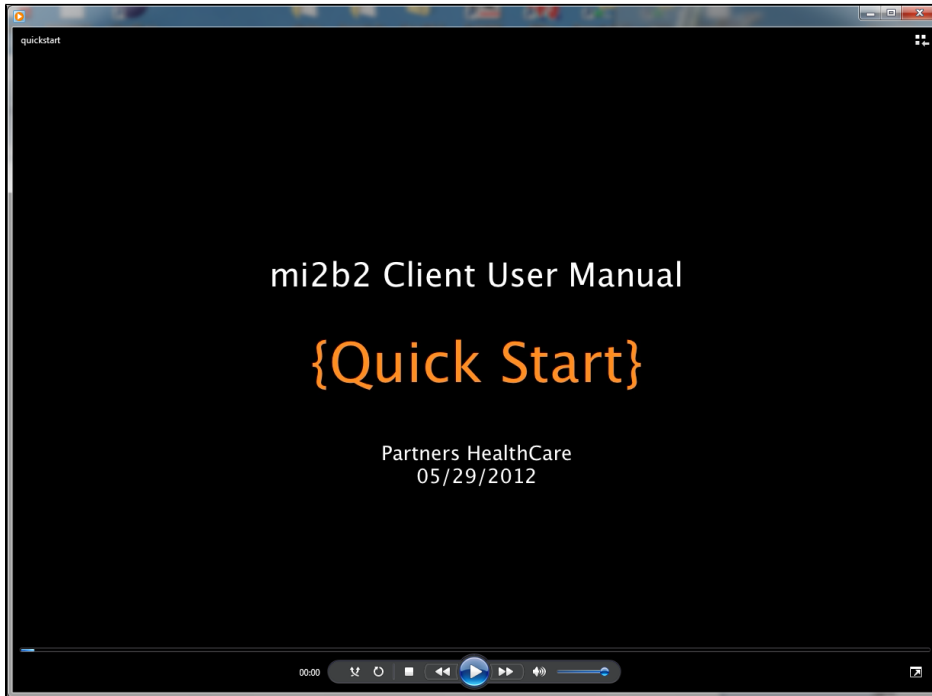 quickstart
mi2b2 Client User Manual
{Quick Start}
Partners HealthCare
05/29/2012
00:00